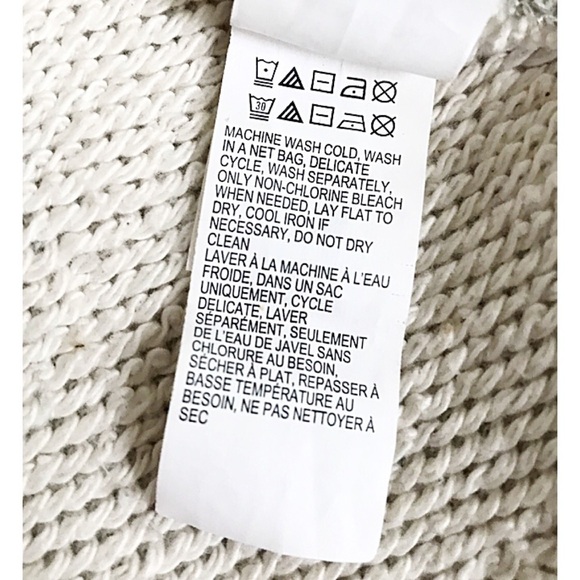 30
MACHINE WASH COLD, WASH
IN A NET BAG, DELICATE
CYCLE, WASH SEPARATELY,
ONLY NON-CHLORINE BLEACH
WHEN NEEDED, LAY FLAT TO
DRY, COOL IRON IF
NECESSARY, DO NOT DRY
CLEAN
LAVER À LA MACHINE À L'EAU
FROIDE, DANS UN SAC
UNIQUEMENT, CYCLE
DELICATE, LAVER
SÉPARÉMENT, SEULEMENT
DE L'EAU DE JAVEL SANS
CHLORURE AU BESOIN,
SÉCHER À PLAT, REPASSER À
BASSE TEMPÉRATURE AU
BESOIN, NE PAS NETTOYER À
SEC